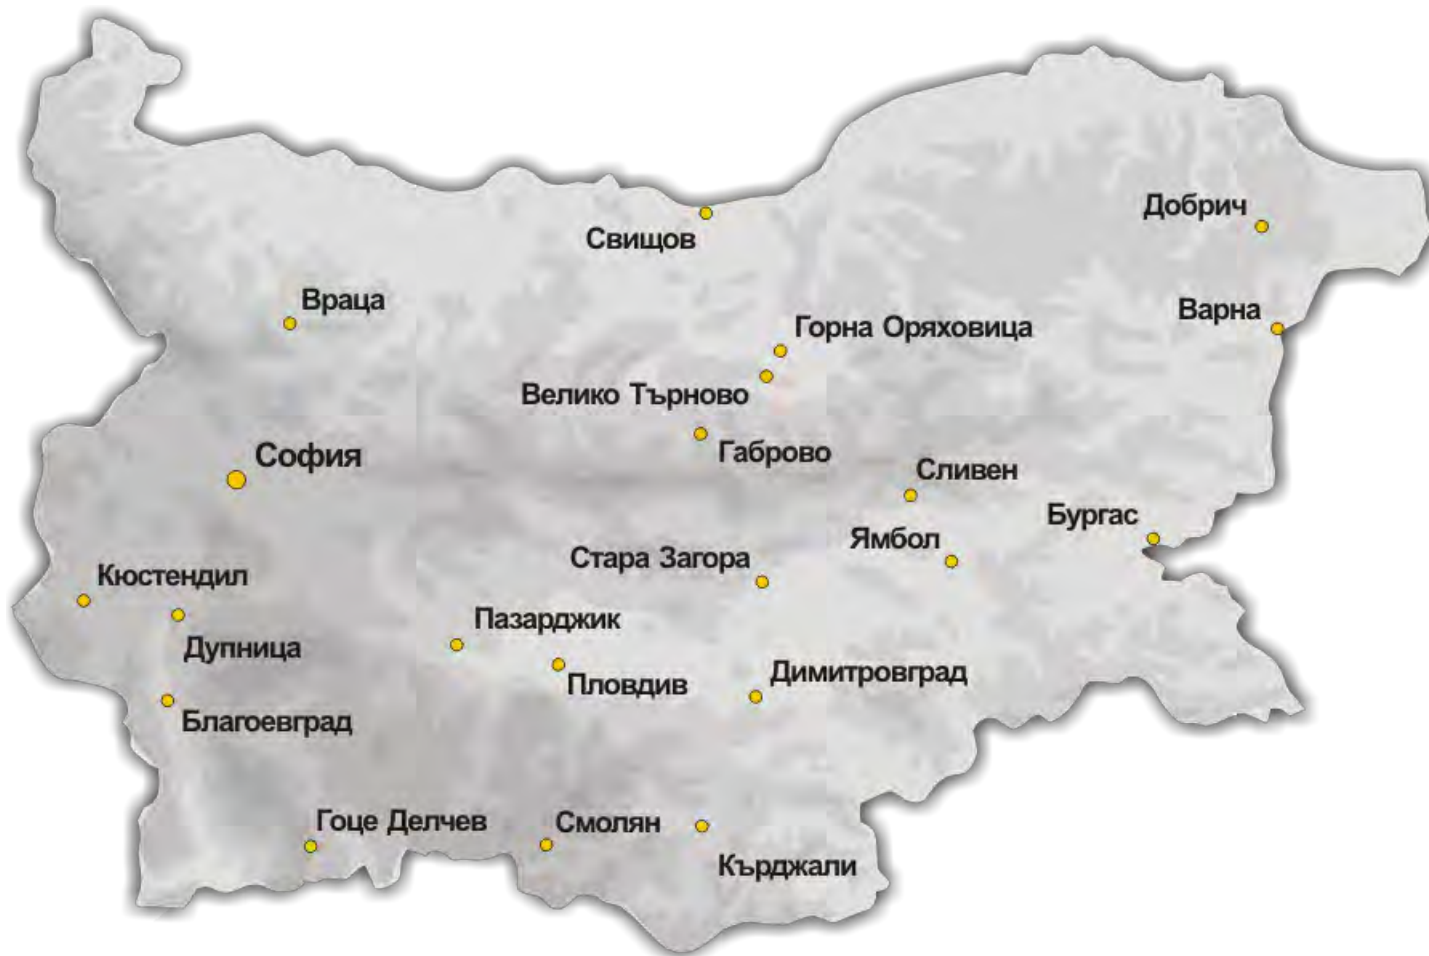 Добрич
Свищов
Враца
Варна
Горна Оряховица
Велико Търново
Габрово
София
Сливен
Бургас
Ямбол
Стара Загора
Кюстендил
Пазарджик
Дупница
Димитровград
Пловдив
Благоевград
Гоце Делчев
Смолян
Кърджали